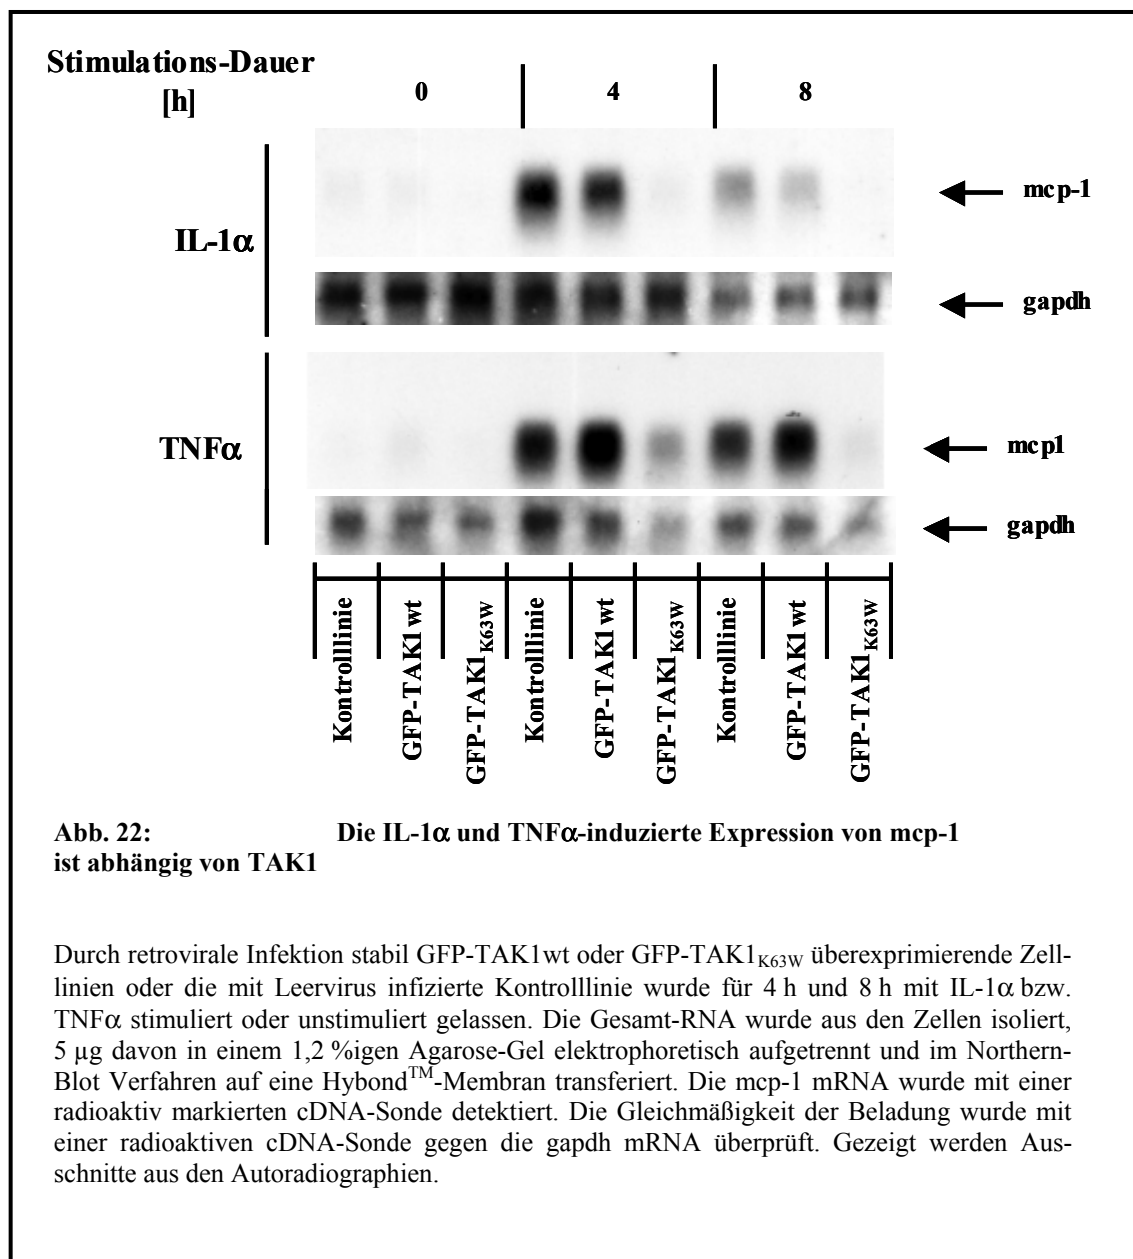 Stimulations-Dauer
[h]
0 4 8
mcp-1
IL-1α
gapdh
TNFα
mcp1
gapdh
Kontrolllinie
GFP-TAK1wt
GFP-TAK1K63W
Kontrolllinie
GFP-TAK1wt
GFP-TAK1K63W
Kontrolllinie
GFP-TAK1wt
GFP-TAK1K63W
Abb. 22: Die IL-1α und TNFα-induzierte Expression von mcp-1
ist abhängig von TAK1
Durch retrovirale Infektion stabil GFP-TAK1wt oder GFP-TAK1K63W überexprimierende Zell-
linien oder die mit Leervirus infizierte Kontrolllinie wurde für 4 h und 8 h mit IL-1α bzw.
TNFα stimuliert oder unstimuliert gelassen. Die Gesamt-RNA wurde aus den Zellen isoliert,
5 µg davon in einem 1,2 %igen Agarose-Gel elektrophoretisch aufgetrennt und im Northern-
Blot Verfahren auf eine Hybond™-Membran transferiert. Die mcp-1 mRNA wurde mit einer
radioaktiv markierten cDNA-Sonde detektiert. Die Gleichmäßigkeit der Beladung wurde mit
einer radioaktiven cDNA-Sonde gegen die gapdh mRNA überprüft. Gezeigt werden Aus-
schnitte aus den Autoradiographien.